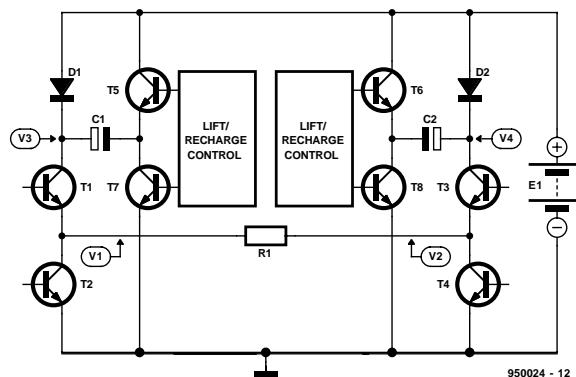 D1
T5
T6
D2
C1
C2
V3
V4
LIFT/
RECHARGE
CONTROL
LIFT/
RECHARGE
CONTROL
+
T1
T7
T8
T3
E1
−
V1
R1
V2
T2
T4
950024 - 12